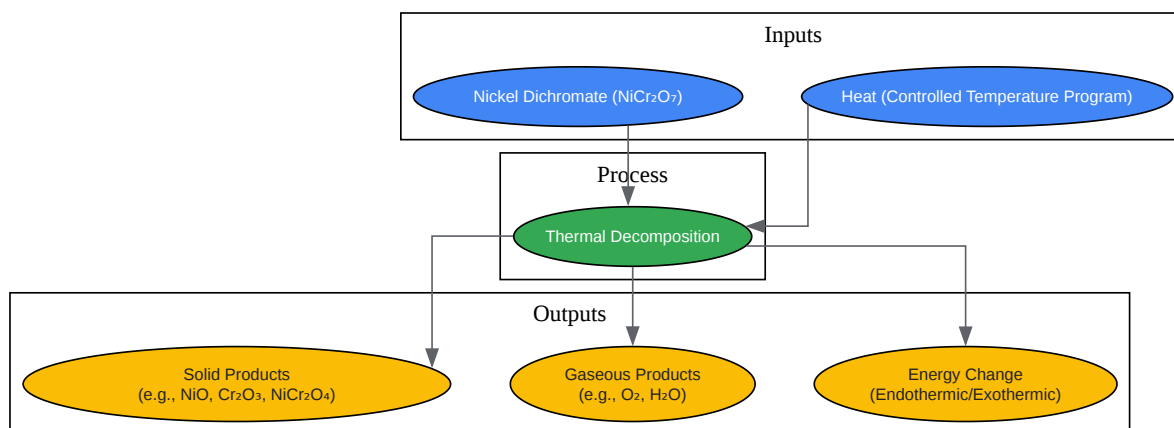 Inputs
Nickel Dichromate (NiCr₂O₇)
Heat (Controlled Temperature Program)
Process
Thermal Decomposition
Outputs
Solid Products
(e.g., NiO, Cr₂O₃, NiCr₂O₄)
Gaseous Products
(e.g., O₂, H₂O)
Energy Change
(Endothermic/Exothermic)